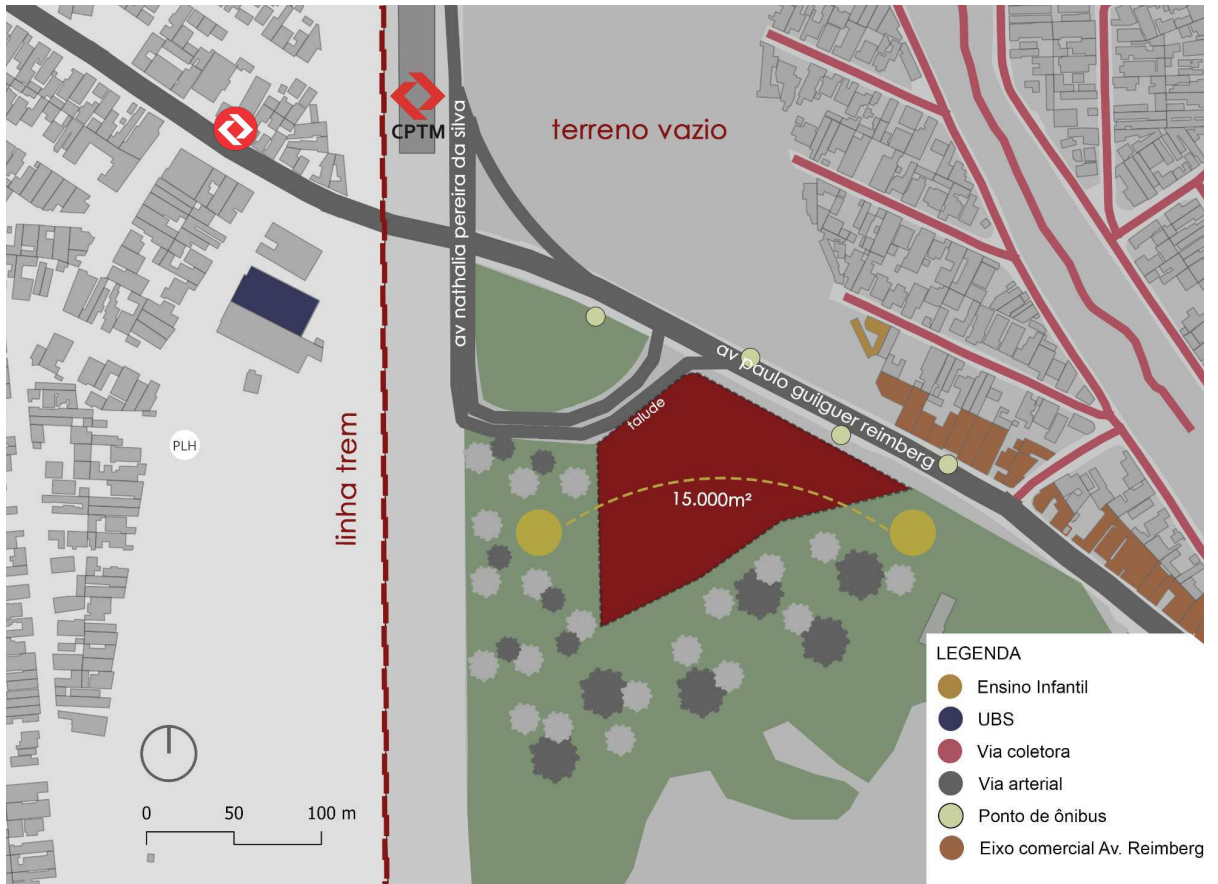 CPTM
terreno vazio
av nathalia pereira da silva
av paulo guilguer reimberg
talude
PLH
linha trem
15.000m²
0 50 100 m
LEGENDA
Ensino Infantil
UBS
Via coletora
Via arterial
Ponto de ônibus
Eixo comercial Av. Reimberg